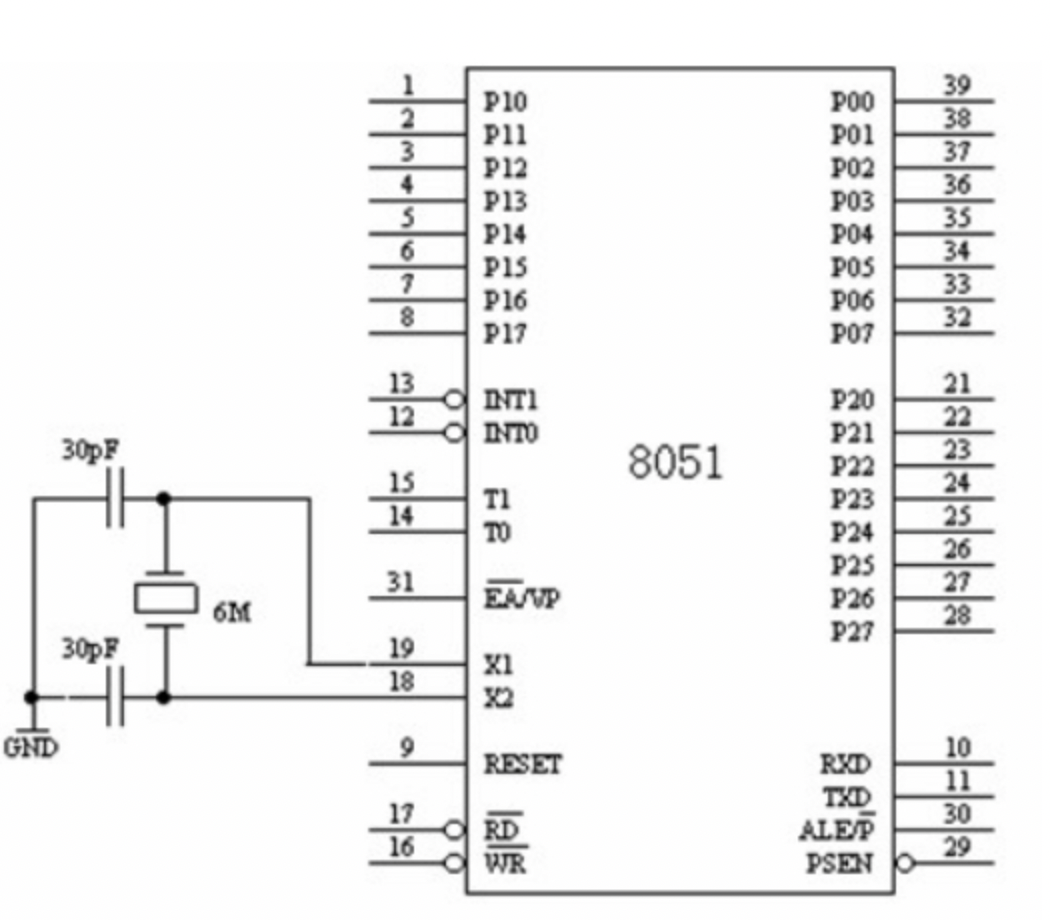 1 P10 P00 39
2 P11 P01 38
3 P12 P02 37
4 P13 P03 36
5 P14 P04 35
6 P15 P05 34
7 P16 P06 33
8 P17 P07 32
13 INT1 P20 21
12 INT0 P21 22
P22 23
30pF 8051
15 T1 P23 24
14 T0 P24 25
P25 26
31 EA/VP P26 27
6M
P27 28
30pF
19 X1
18 X2
GND
9 RESET RXD 10
TXD 11
17 RD ALE/P 30
16 WR PSEN 29